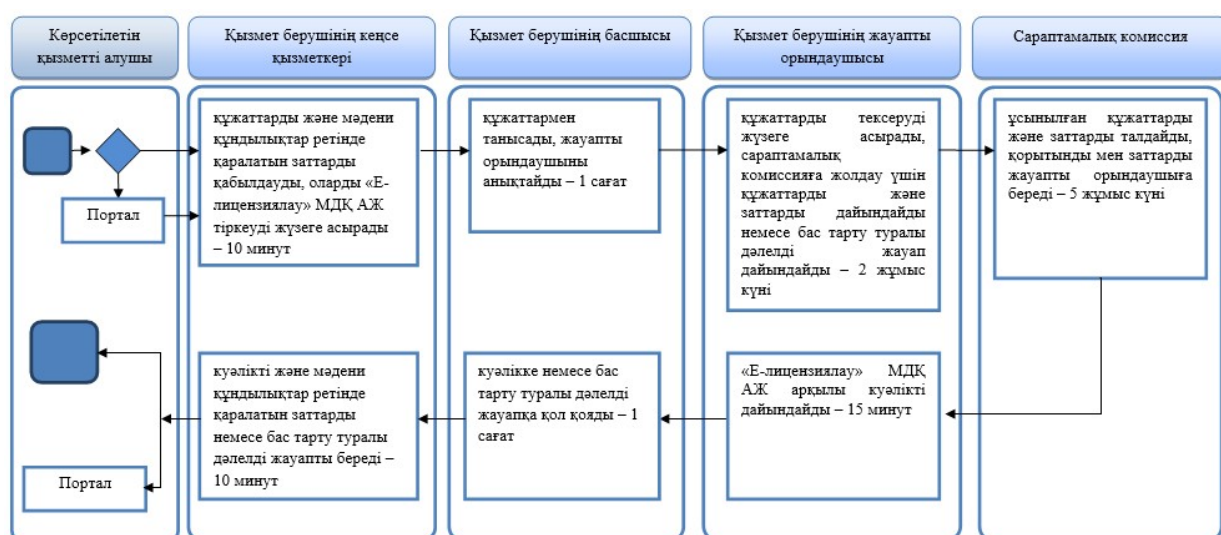 Көрсетілетін
қызметті алушы
Қызмет берушінің кеңсе
қызметкері
Қызмет берушінің басшысы
Қызмет берушінің жауапты
орындаушысы
Сараптамалық комиссия
Портал
құжаттарды және мәдени
құндылықтар ретінде
қаралатын заттарды
қабылдауды, оларды «Е-
лицензиялау» МДҚ АЖ
тіркеуді жүзеге асырады
– 10 минут
құжаттармен
танысады, жауапты
орындаушыны
анықтайды – 1 сағат
құжаттарды тексеруді
жүзеге асырады,
сараптамалық
комиссияға жолдау үшін
құжаттарды және
заттарды дайындайды
немесе бас тарту туралы
дәлелді жауап
дайындайды – 2 жұмыс
күні
ұсынылған құжаттарды
және заттарды талдайды,
қорытынды мен заттарды
жауапты орындаушыға
береді – 5 жұмыс күні
Портал
куәлікті және мәдени
құндылықтар ретінде
қаралатын заттарды
немесе бас тарту туралы
дәлелді жауапты береді –
10 минут
куәлікке немесе бас
тарту туралы дәлелді
жауапқа қол қояды – 1
сағат
«Е-лицензиялау» МДҚ
АЖ арқылы куәлікті
дайындайды – 15 минут